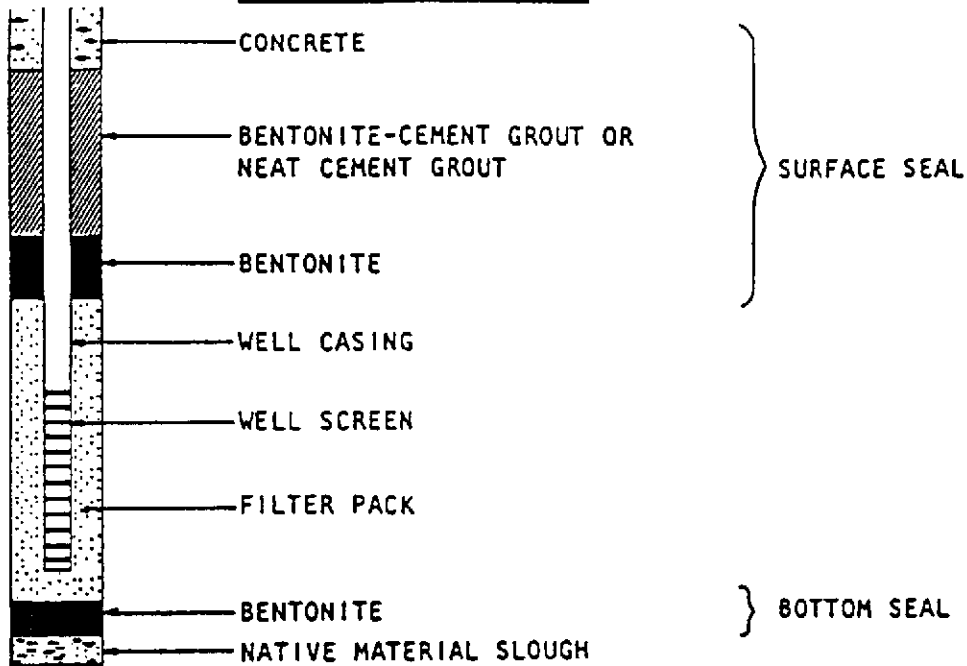 CONCRETE
BENTONITE-CEMENT GROUT OR
NEAT CEMENT GROUT
SURFACE SEAL
BENTONITE
WELL CASING
WELL SCREEN
FILTER PACK
BENTONITE
BOTTOM SEAL
NATIVE MATERIAL SLOUGH